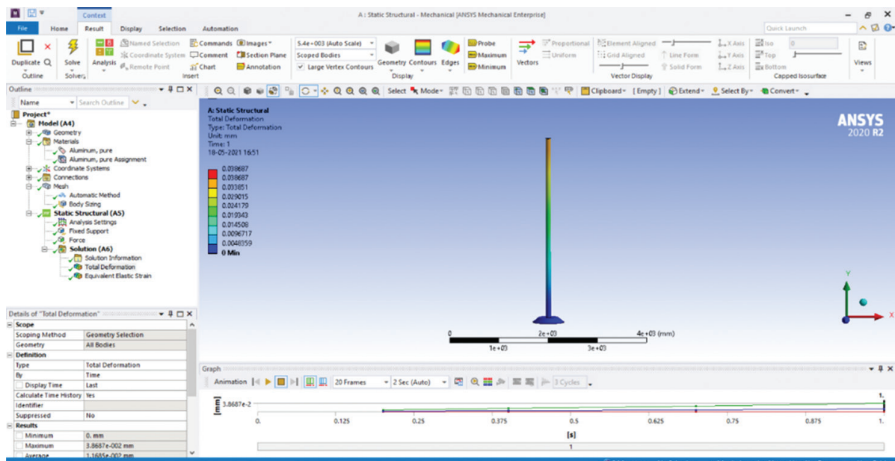 Context
A : Static Structural - Mechanical [ANSYS Mechanical Enterprise]
File Home Result Display Selection Automation
Quick Launch
Duplicate Q
Outline
Solve
Solver
Analysis
Named Selection
Coordinate System
Remote Point
Commands
Comment
Chart
Images
Section Plane
Annotation
Insert
5.4e+003 (Auto Scale)
Scoped Bodies
Large Vertex Contours
Geometry Contours Edges
Display
Probe
Maximum
Minimum
Vectors
Proportional
Uniform
Element Aligned
Grid Aligned
Line Form
Solid Form
X Axis
Y Axis
Z Axis
Vector Display
Iso 0
Top
Bottom
Capped Isosurface
Views
Outline
Name Search Outline
Select Mode Clipboard [ Empty ] Extend Select By Convert
Project*
Model (A4)
Geometry
Materials
Aluminum, pure
Aluminum, pure Assignment
Coordinate Systems
Connections
Mesh
Automatic Method
Body Sizing
Static Structural (A5)
Analysis Settings
Fixed Support
Force
Solution (A6)
Solution Information
Total Deformation
Equivalent Elastic Strain
A: Static Structural
Total Deformation
Type: Total Deformation
Unit: mm
Time: 1
18-05-2021 16:51
0.038687
0.038687
0.033851
0.029015
0.024179
0.019343
0.014508
0.0096717
0.0048359
0 Min
ANSYS
2020 R2
Y
X
0 2e+03 4e+03 (mm)
1e+03 3e+03
Details of "Total Deformation"
Scope
Scoping Method Geometry Selection
Geometry All Bodies
Definition
Type Total Deformation
By Time
Display Time Last
Calculate Time History Yes
Identifier
Suppressed No
Results
Minimum 0. mm
Maximum 3.8687e-002 mm
Average 1.1685e-002 mm
Graph
Animation 20 Frames 2 Sec (Auto) 3 Cycles
1.
[mm]
3.8687e-2
0. 0.125 0.25 0.375 0.5 0.625 0.75 0.875 1.
[s]
1